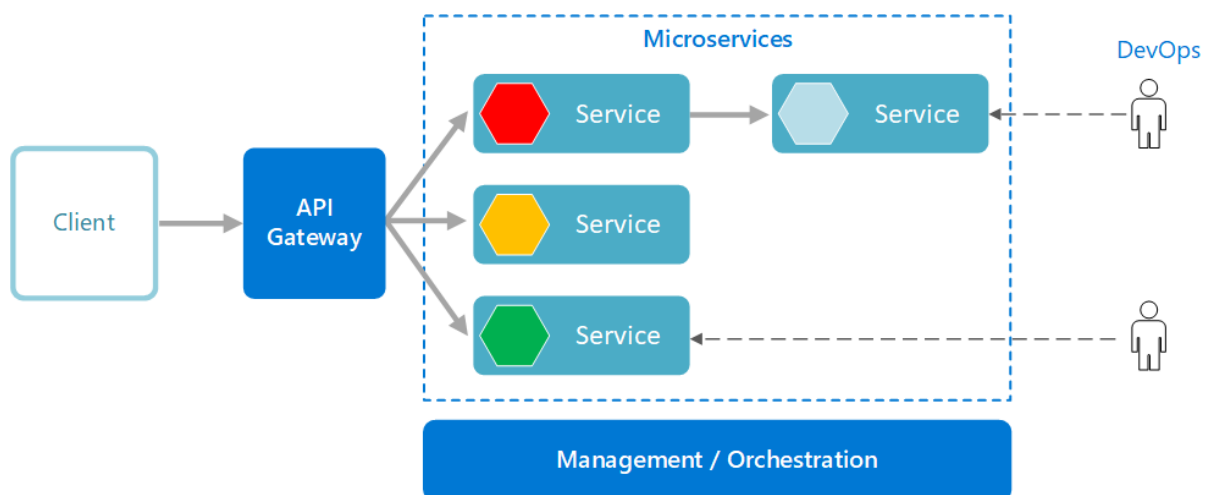 Microservices
DevOps
Service
Service
Client
API
Gateway
Service
Service
Management / Orchestration